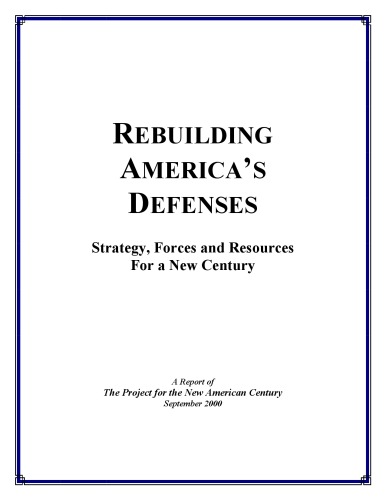 REBUILDING
AMERICA'S
DEFENSES
Strategy, Forces and Resources
For a New Century
A Report of
The Project for the New American Century
September 2000